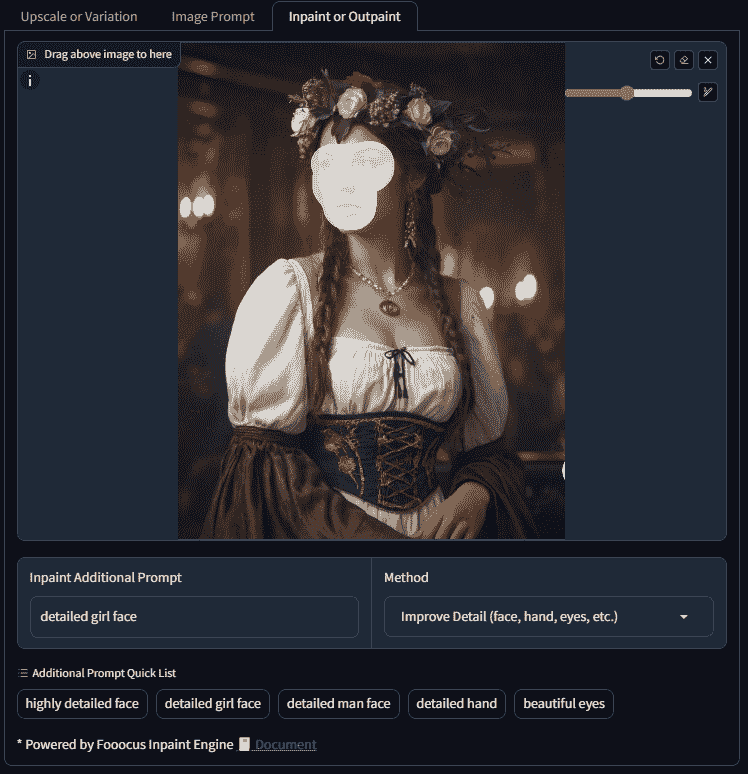 Upscale or Variation
Image Prompt
Inpaint or Outpaint
Drag above image to here
i
Inpaint Additional Prompt
Method
detailed girl face
Improve Detail (face, hand, eyes, etc.)
Additional Prompt Quick List
highly detailed face
detailed girl face
detailed man face
detailed hand
beautiful eyes
* Powered by Fooocus Inpaint Engine 📔 Document